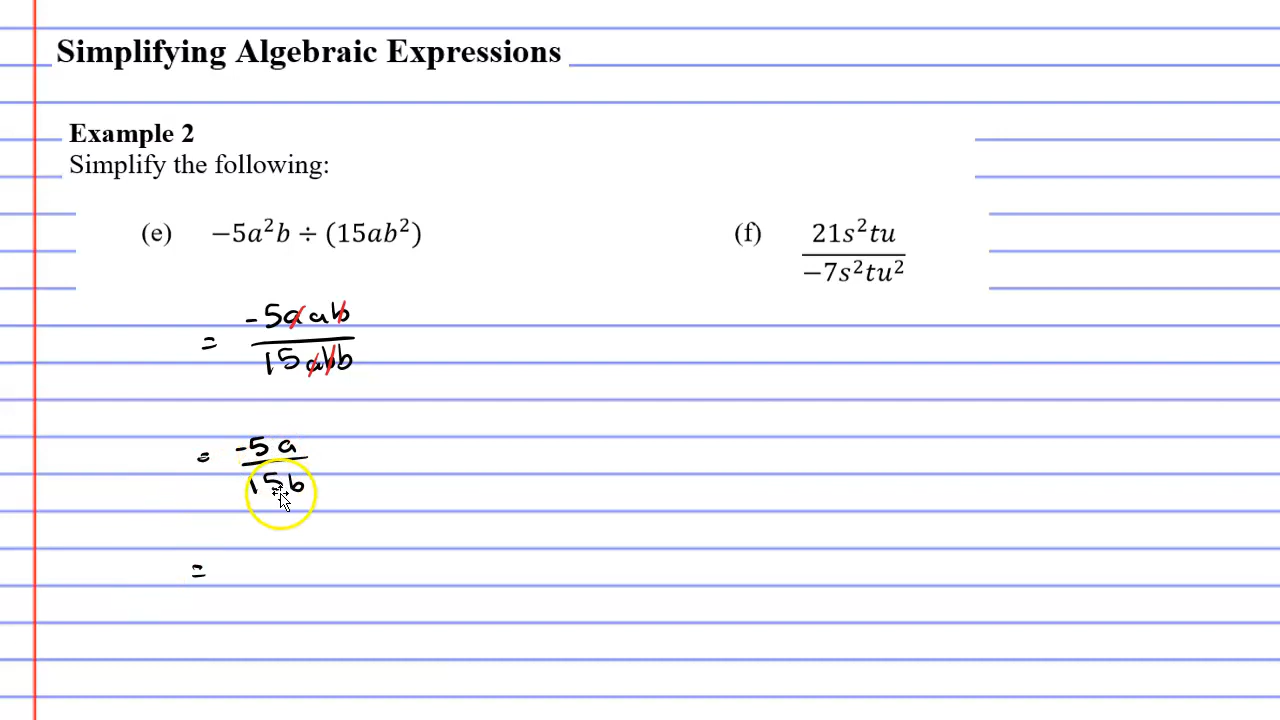 Simplifying Algebraic Expressions
Example 2
Simplify the following:
(e) −5a²b ÷ (15ab²)
(f) 21s²tu
−7s²tu²
= -5aab
15abb
= -5a
15b
=